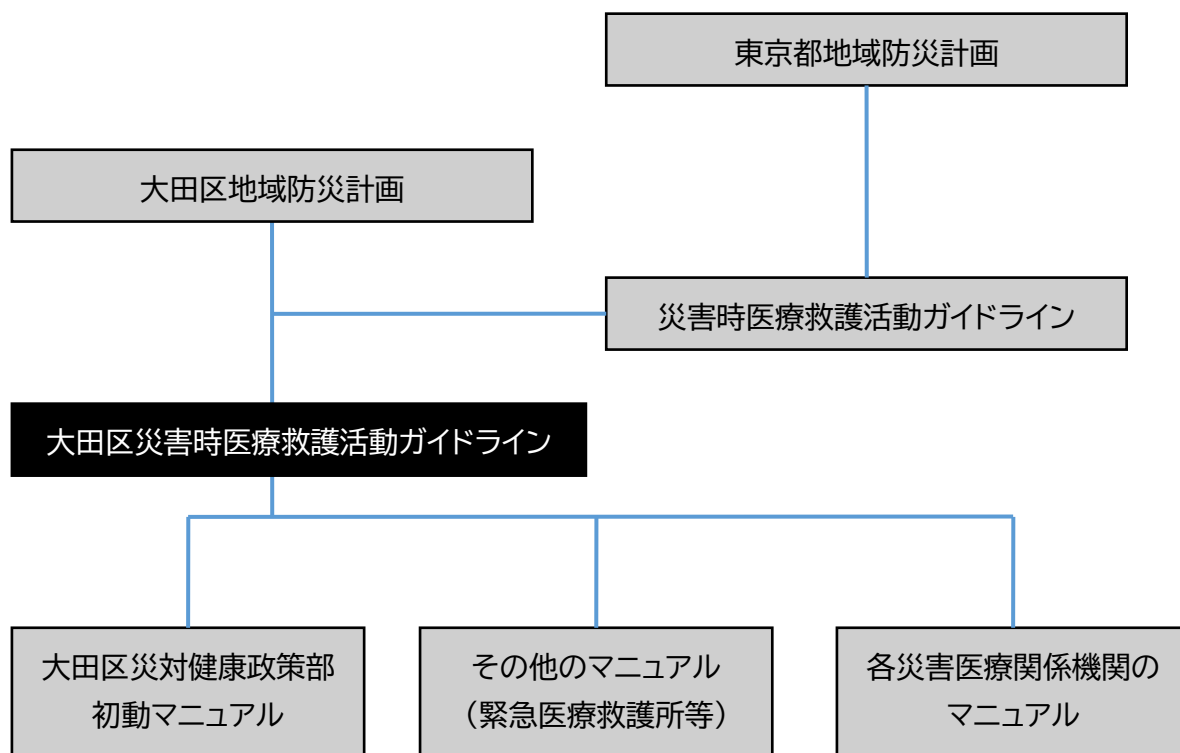 東京都地域防災計画
大田区地域防災計画
災害時医療救護活動ガイドライン
大田区災害時医療救護活動ガイドライン
大田区災対健康政策部
初動マニュアル
その他のマニュアル
（緊急医療救護所等）
各災害医療関係機関の
マニュアル